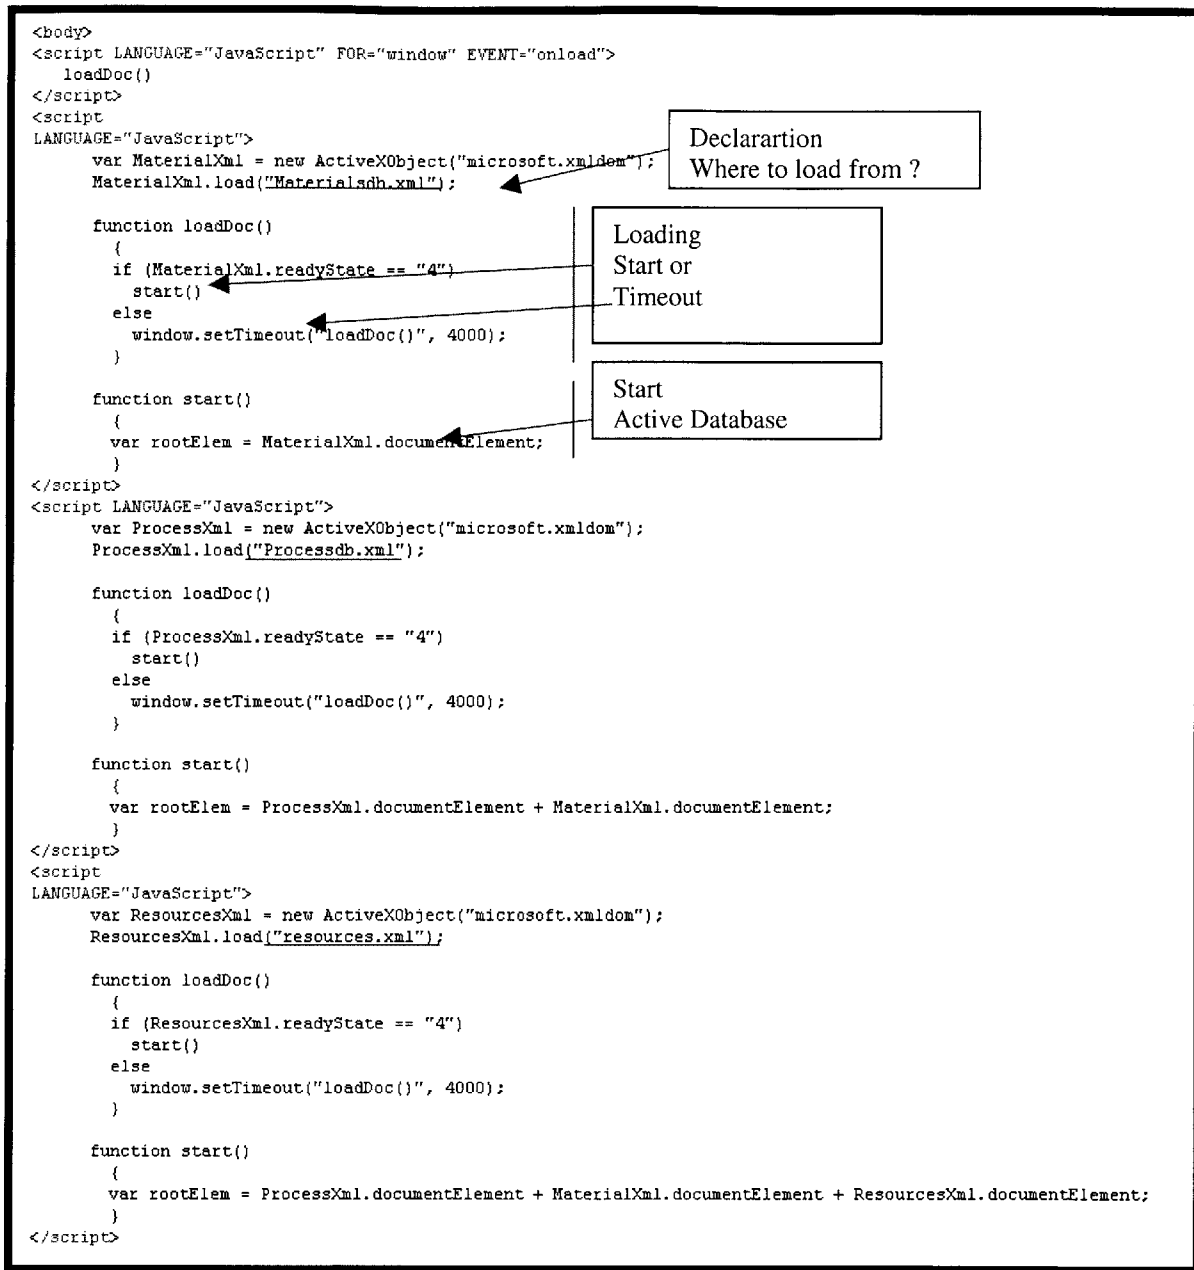 <body>
<script LANGUAGE="JavaScript" FOR="window" EVENT="onload">
loadDoc()
</script>
<script
LANGUAGE="JavaScript">
var MaterialXml = new ActiveXObject("microsoft.xmldom");
MaterialXml.load("Materialsdb.xml");
Declarartion
Where to load from ?
function loadDoc()
{
if (MaterialXml.readyState == "4")
start()
else
window.setTimeout("loadDoc()", 4000);
}
Loading
Start or
Timeout
function start()
{
var rootElem = MaterialXml.documentElement;
}
Start
Active Database
</script>
<script LANGUAGE="JavaScript">
var ProcessXml = new ActiveXObject("microsoft.xmldom");
ProcessXml.load("Processdb.xml");
function loadDoc()
{
if (ProcessXml.readyState == "4")
start()
else
window.setTimeout("loadDoc()", 4000);
}
function start()
{
var rootElem = ProcessXml.documentElement + MaterialXml.documentElement;
}
</script>
<script
LANGUAGE="JavaScript">
var ResourcesXml = new ActiveXObject("microsoft.xmldom");
ResourcesXml.load("resources.xml");
function loadDoc()
{
if (ResourcesXml.readyState == "4")
start()
else
window.setTimeout("loadDoc()", 4000);
}
function start()
{
var rootElem = ProcessXml.documentElement + MaterialXml.documentElement + ResourcesXml.documentElement;
}
</script>